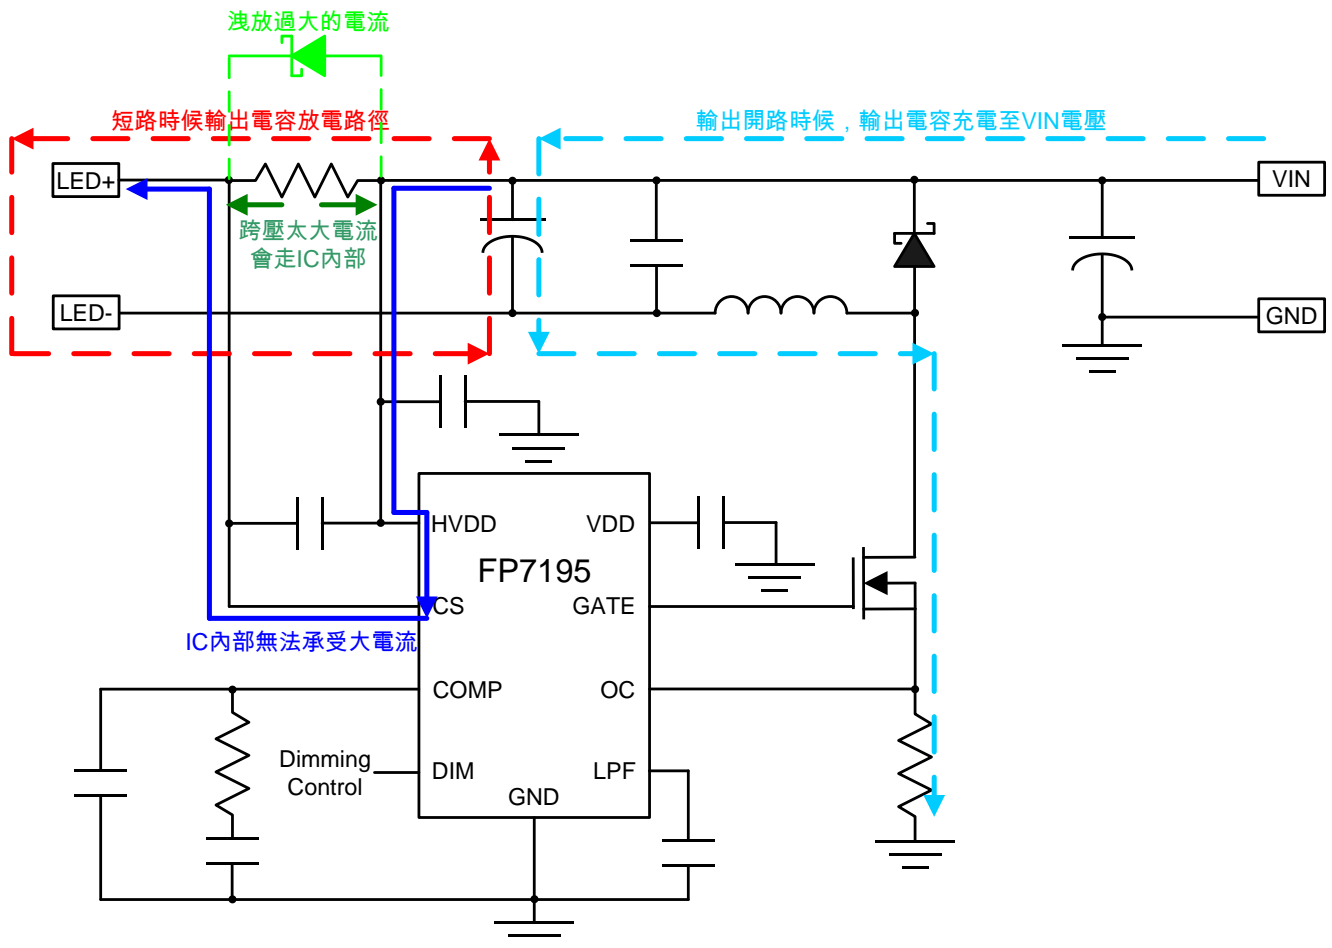 洩放過大的電流
短路時候輸出電容放電路徑
輸出開路時候，輸出電容充電至VIN電壓
LED+
VIN
跨壓太大電流
會走IC內部
LED-
GND
HVDD
VDD
FP7195
CS
GATE
IC內部無法承受大電流
COMP
OC
Dimming
Control
DIM
LPF
GND